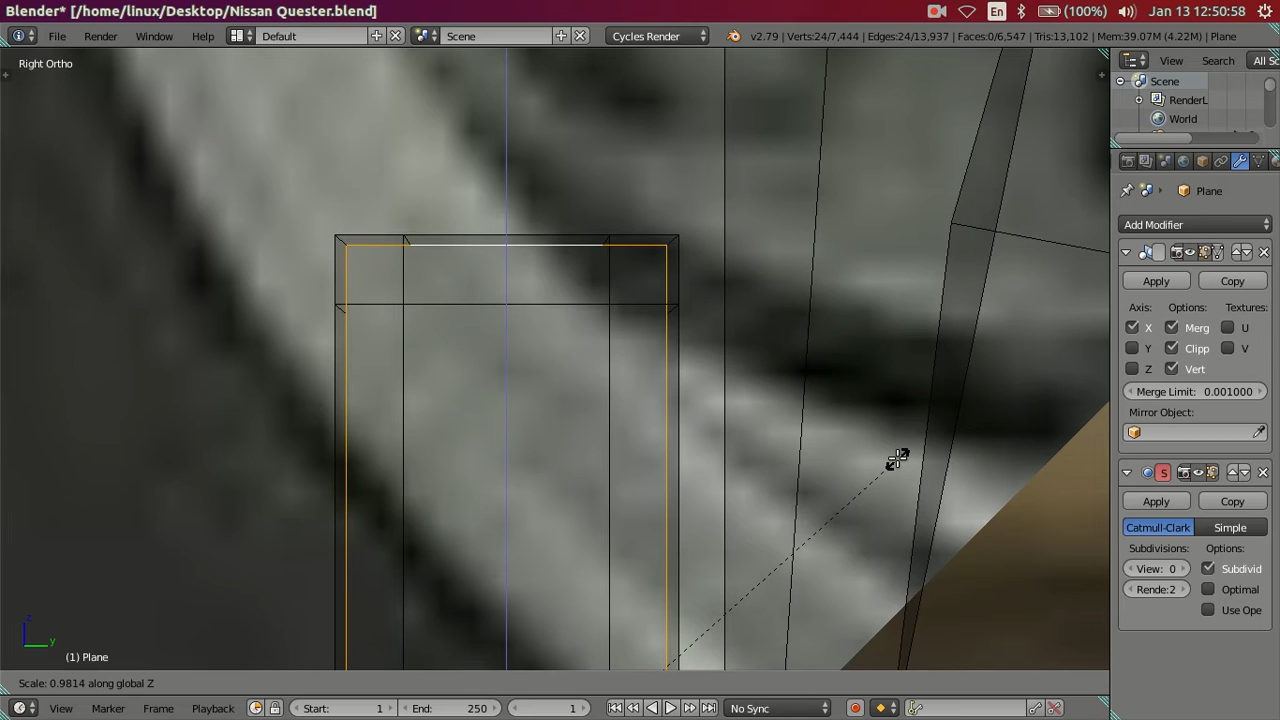 Blender* [/home/linux/Desktop/Nissan Quester.blend]
En
(100%)
Jan 13 12:50:58
File
Render
Window
Help
Default
Scene
Cycles Render
v2.79 | Verts:24/7,444 | Edges:24/13,937 | Faces:0/6,547 | Tris:13,102 | Mem:39.07M (4.22M) | Plane
Right Ortho
View
Search
All Sc
Scene
RenderL
World
Plane
Add Modifier
Apply
Copy
Axis:
Options:
Textures:
X
Merg
U
Y
Clipp
V
Z
Vert
Merge Limit: 0.001000
Mirror Object:
S
Apply
Copy
Catmull-Clark
Simple
Subdivisions:
Options:
View: 0
Subdivid
Rende:2
Optimal
Use Ope
z
y
(1) Plane
Scale: 0.9814 along global Z
View
Marker
Frame
Playback
Start: 1
End: 250
1
No Sync